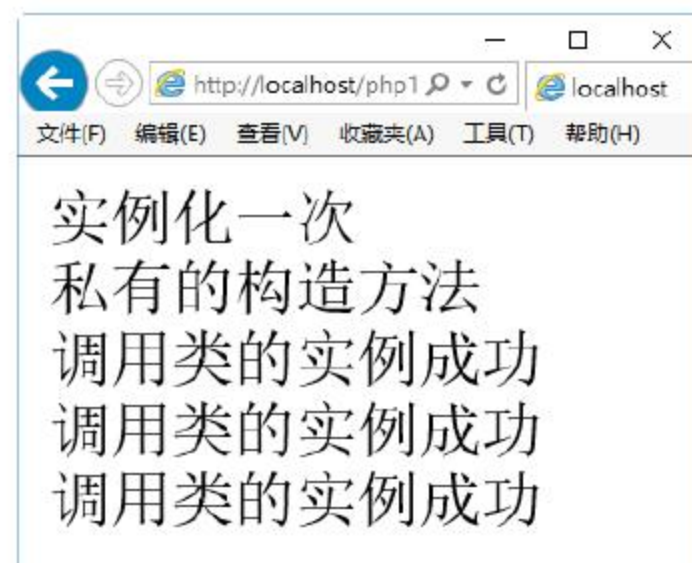 http://localhost/php1
localhost
文件(F) 编辑(E) 查看(V) 收藏夹(A) 工具(T) 帮助(H)
实例化一次
私有的构造方法
调用类的实例成功
调用类的实例成功
调用类的实例成功